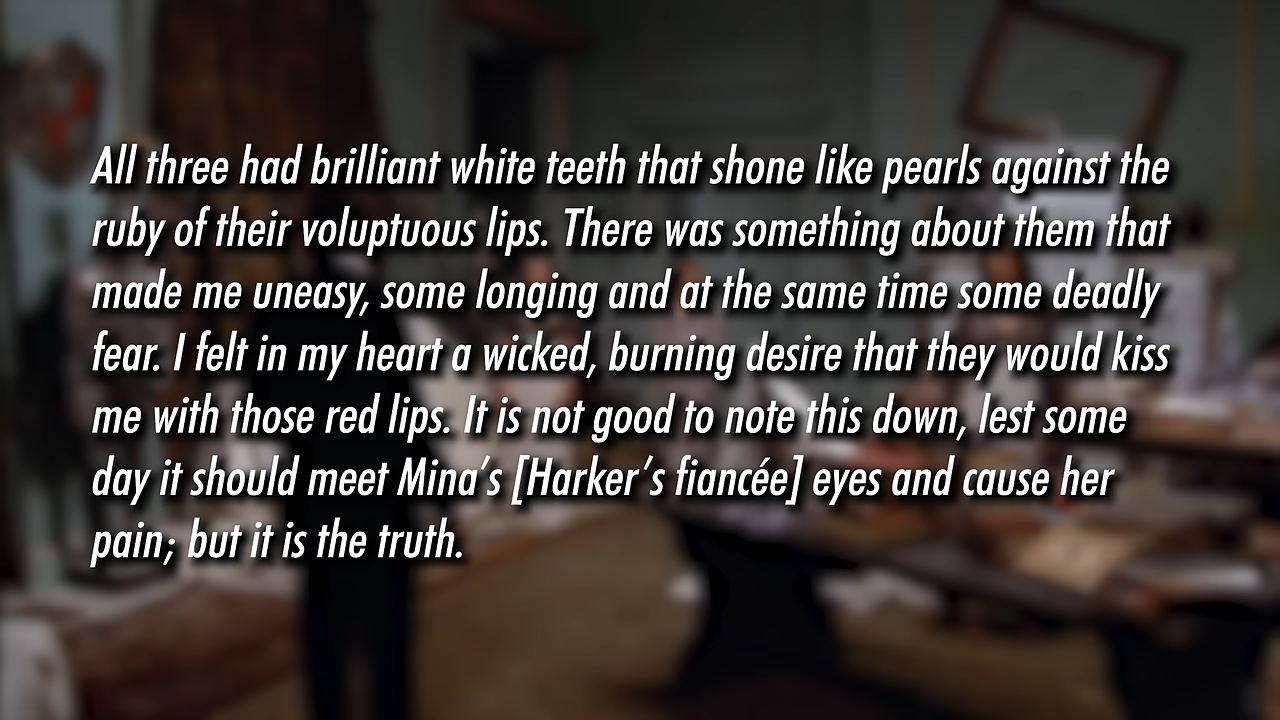 All three had brilliant white teeth that shone like pearls against the
ruby of their voluptuous lips. There was something about them that
made me uneasy, some longing and at the same time some deadly
fear. I felt in my heart a wicked, burning desire that they would kiss
me with those red lips. It is not good to note this down, lest some
day it should meet Mina’s [Harker’s fiancée] eyes and cause her
pain; but it is the truth.